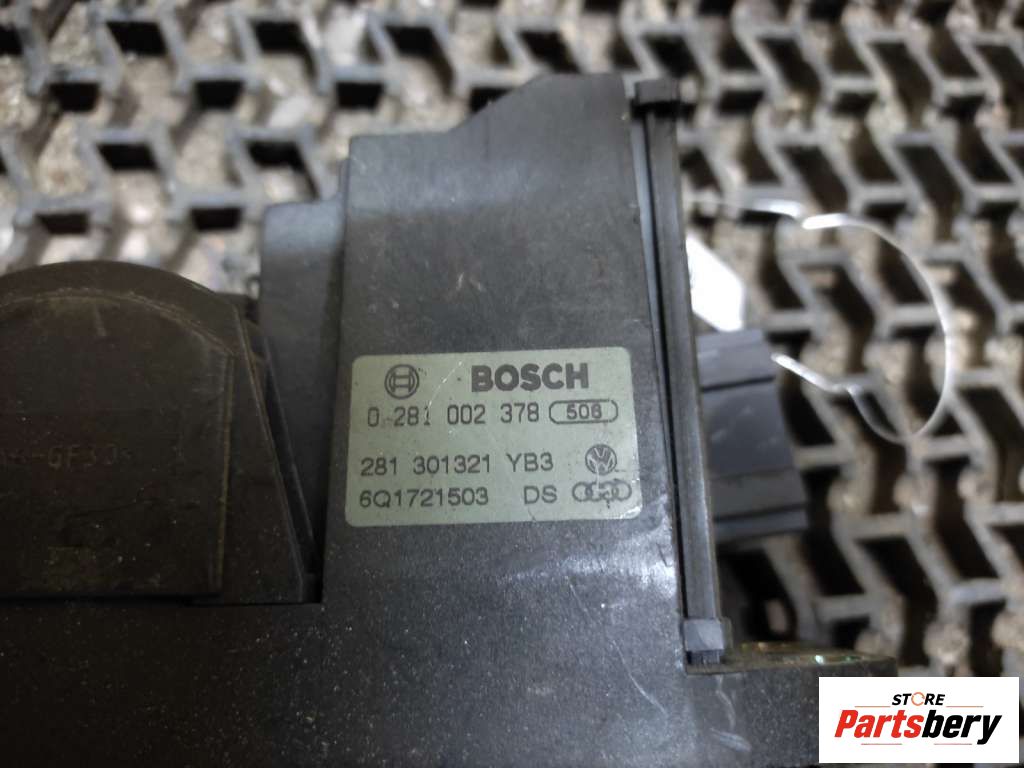 BOSCH
0 281 002 378 506
281 301321 YB3
6Q1721503 DS
STORE
Partsbery